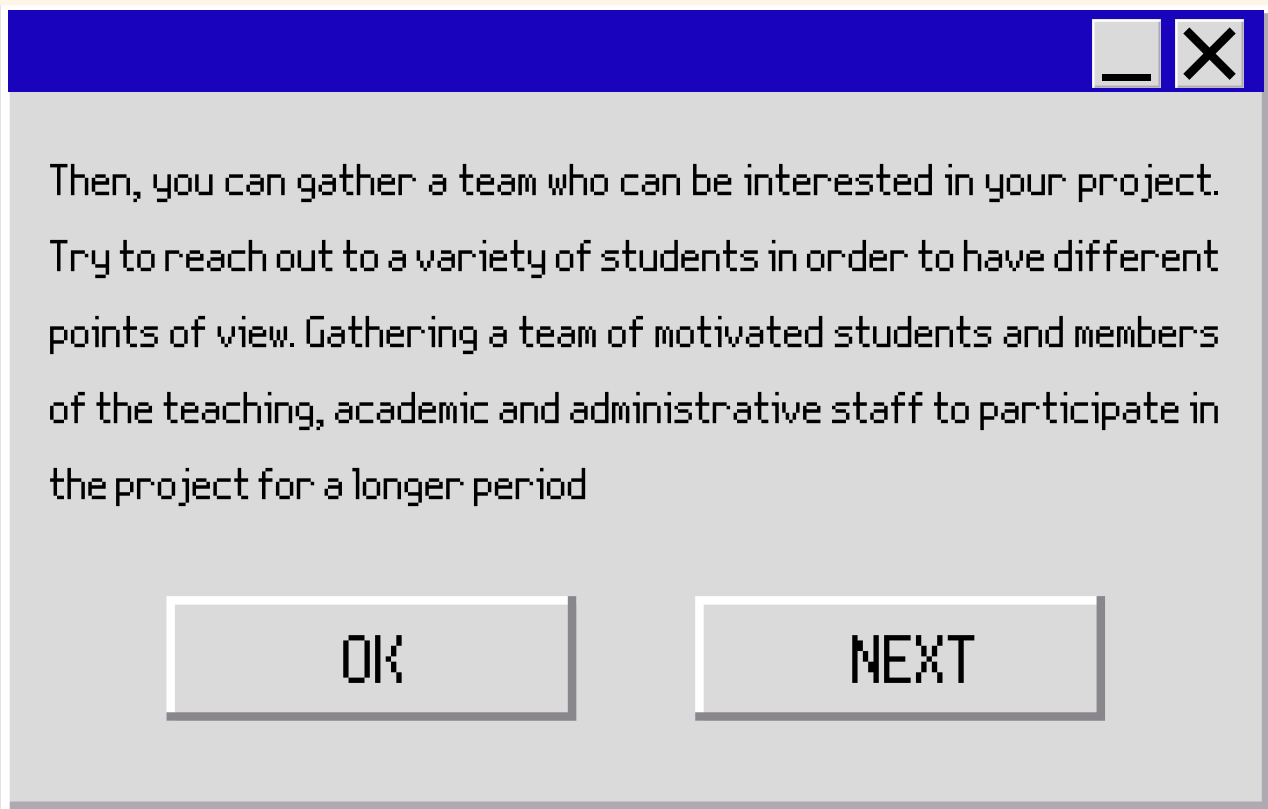 Then, you can gather a team who can be interested in your project.
Try to reach out to a variety of students in order to have different
points of view. Gathering a team of motivated students and members
of the teaching, academic and administrative staff to participate in
the project for a longer period
OK
NEXT